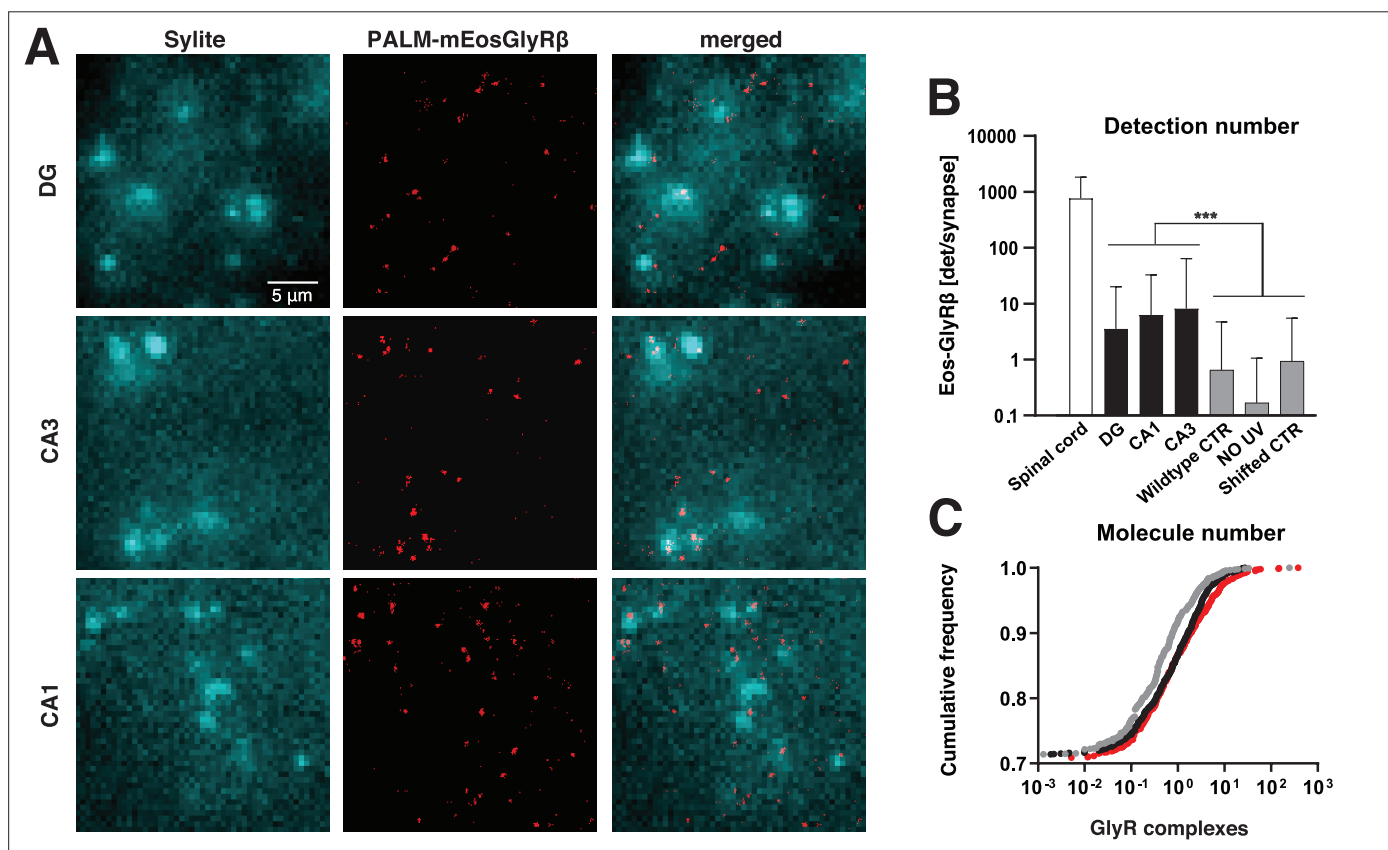 A
Sylite
PALM-mEosGlyRβ
merged
DG
5 µm
CA3
CA1
B
Detection number
Eos-GlyRβ [det/synapse]
10000
1000
100
10
1
0.1
***
Spinal cord
DG
CA1
CA3
Wildtype CTR
NO UV
Shifted CTR
C
Molecule number
Cumulative frequency
1.0
0.9
0.8
0.7
10⁻³ 10⁻² 10⁻¹ 10⁰ 10¹ 10² 10³
GlyR complexes